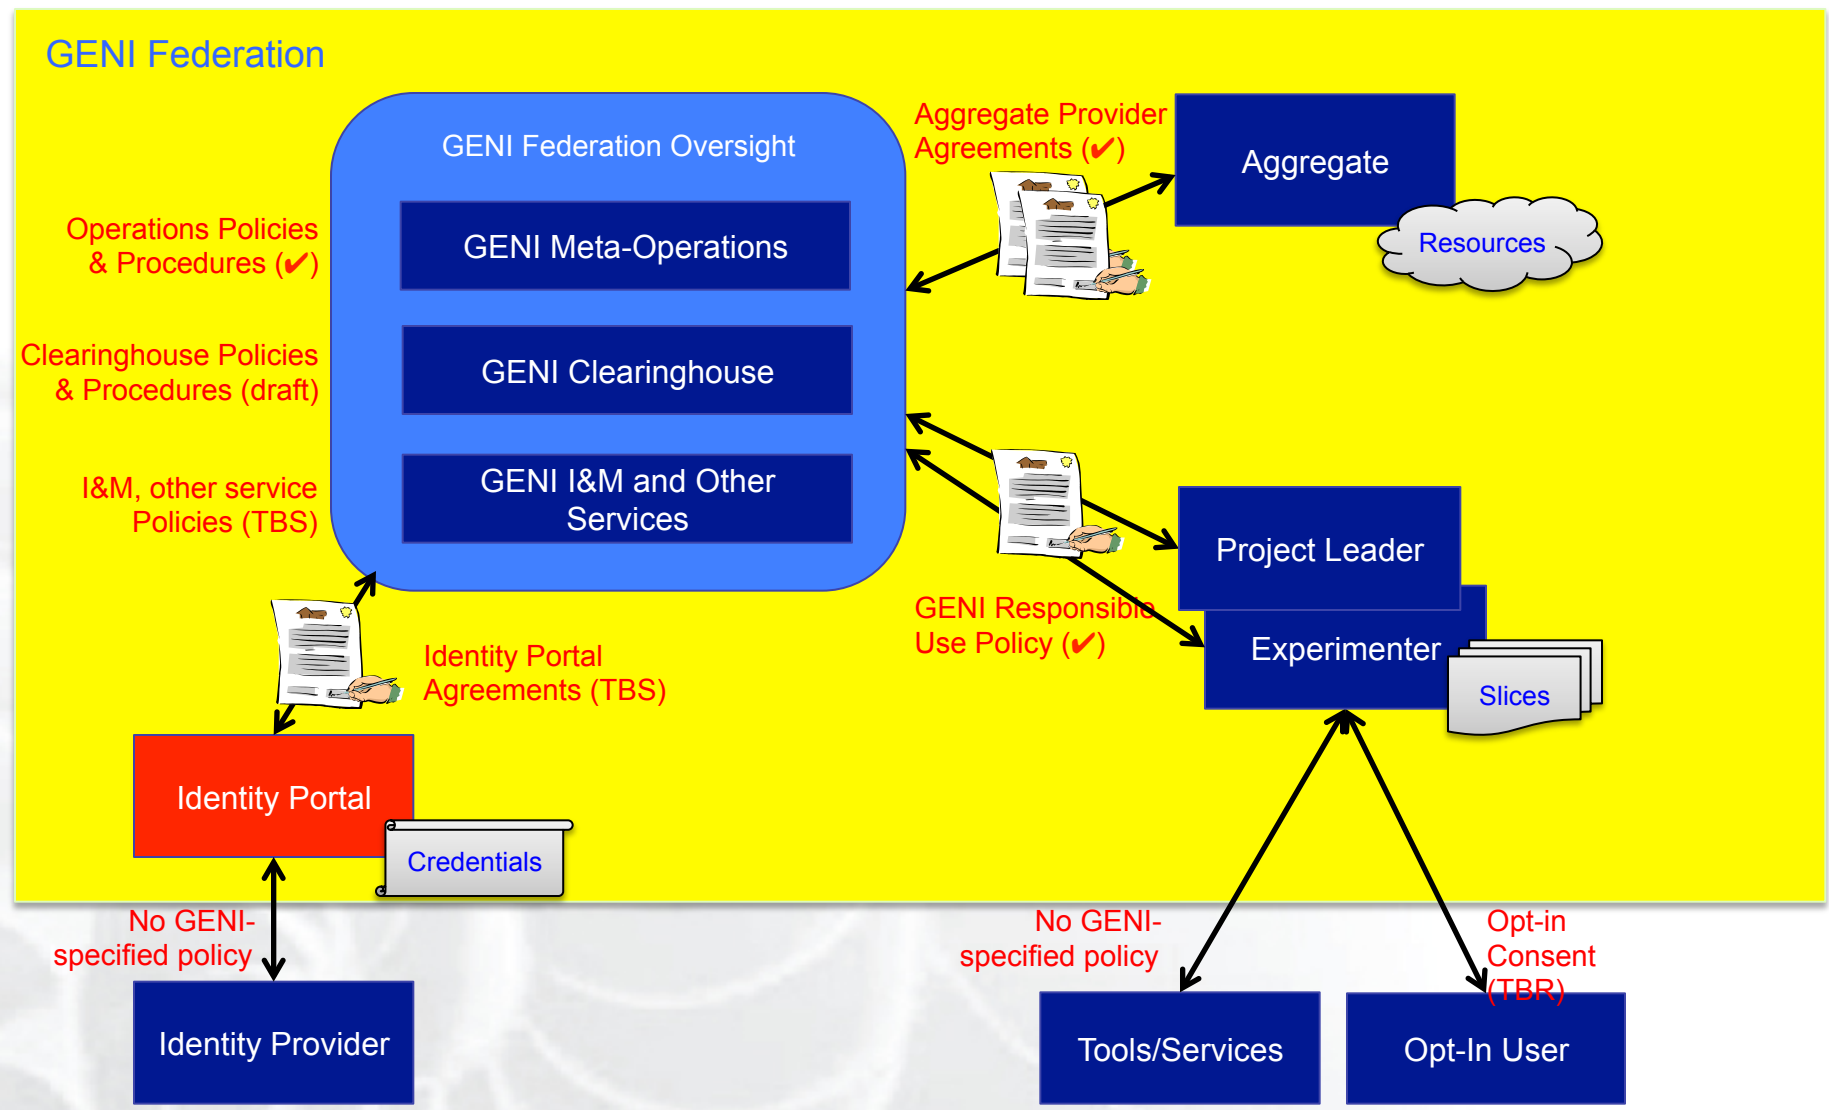 GENI Federation
GENI Federation Oversight
Aggregate Provider
Agreements (✔)
Aggregate
Resources
Operations Policies
& Procedures (✔)
GENI Meta-Operations
Clearinghouse Policies
& Procedures (draft)
GENI Clearinghouse
I&M, other service
Policies (TBS)
GENI I&M and Other
Services
Project Leader
GENI Responsible
Use Policy (✔)
Experimenter
Slices
Identity Portal
Agreements (TBS)
Identity Portal
Credentials
No GENI-
specified policy
Identity Provider
No GENI-
specified policy
Opt-in
Consent
(TBR)
Tools/Services
Opt-In User